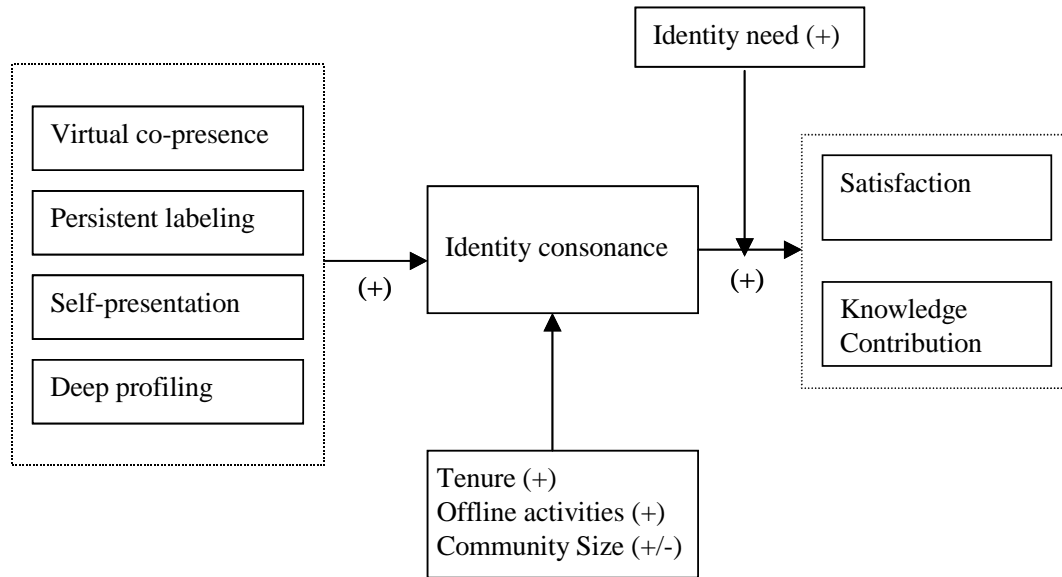 Identity need (+)
Virtual co-presence
Persistent labeling
Self-presentation
Deep profiling
(+)
Identity consonance
(+)
Satisfaction
Knowledge
Contribution
Tenure (+)
Offline activities (+)
Community Size (+/-)